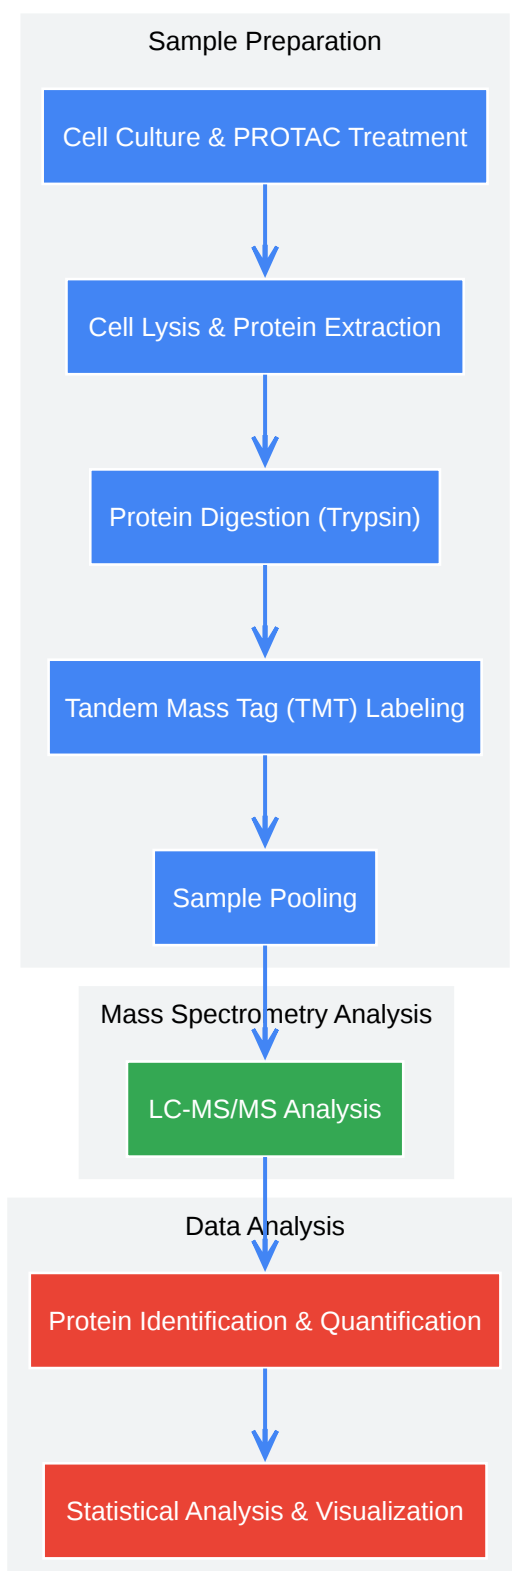 Sample Preparation
Cell Culture & PROTAC Treatment
Cell Lysis & Protein Extraction
Protein Digestion (Trypsin)
Tandem Mass Tag (TMT) Labeling
Sample Pooling
Mass Spectrometry Analysis
LC-MS/MS Analysis
Data Analysis
Protein Identification & Quantification
Statistical Analysis & Visualization